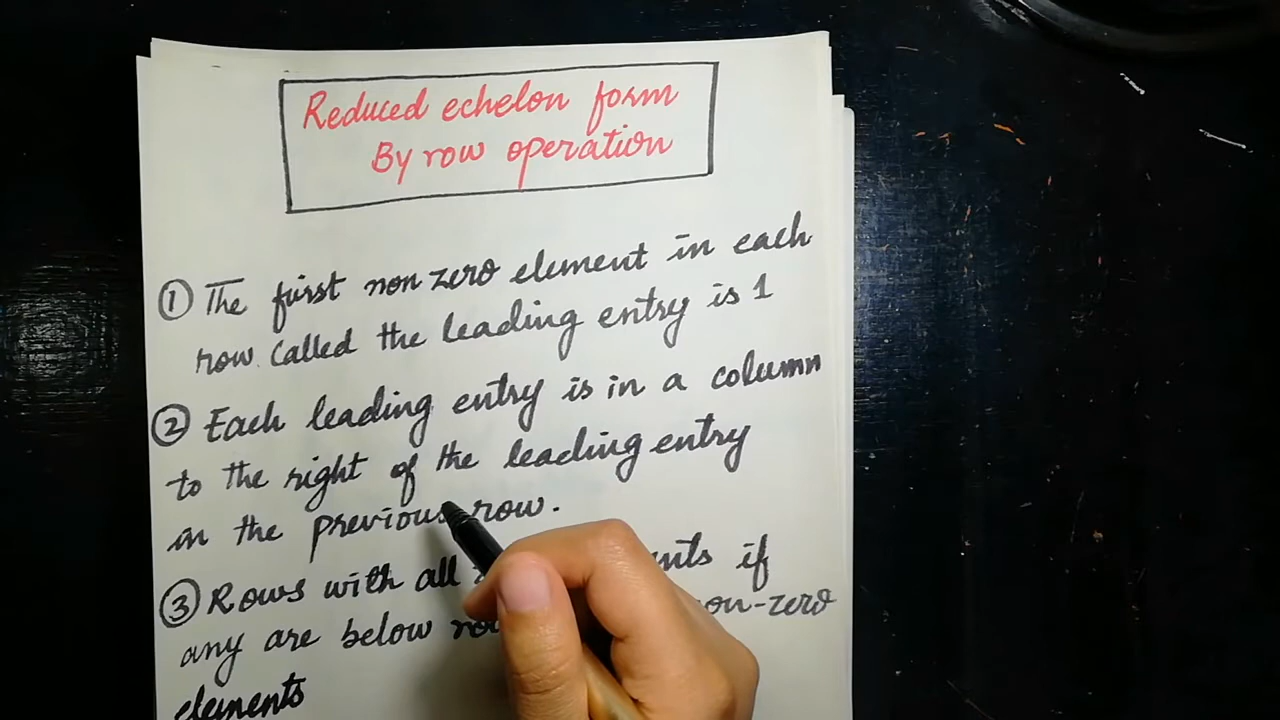 Reduced echelon form
By row operation
① The first non zero element in each
row. Called the leading entry is 1
② Each leading entry is in a column
to the right of the leading entry
in the previous row.
③ Rows with all if
any are below non-zero
elements